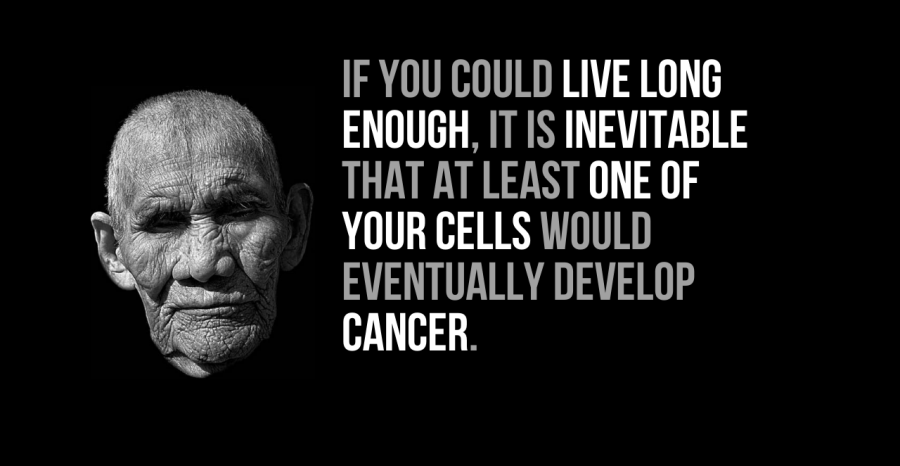 IF YOU COULD LIVE LONG
ENOUGH, IT IS INEVITABLE
THAT AT LEAST ONE OF
YOUR CELLS WOULD
EVENTUALLY DEVELOP
CANCER.